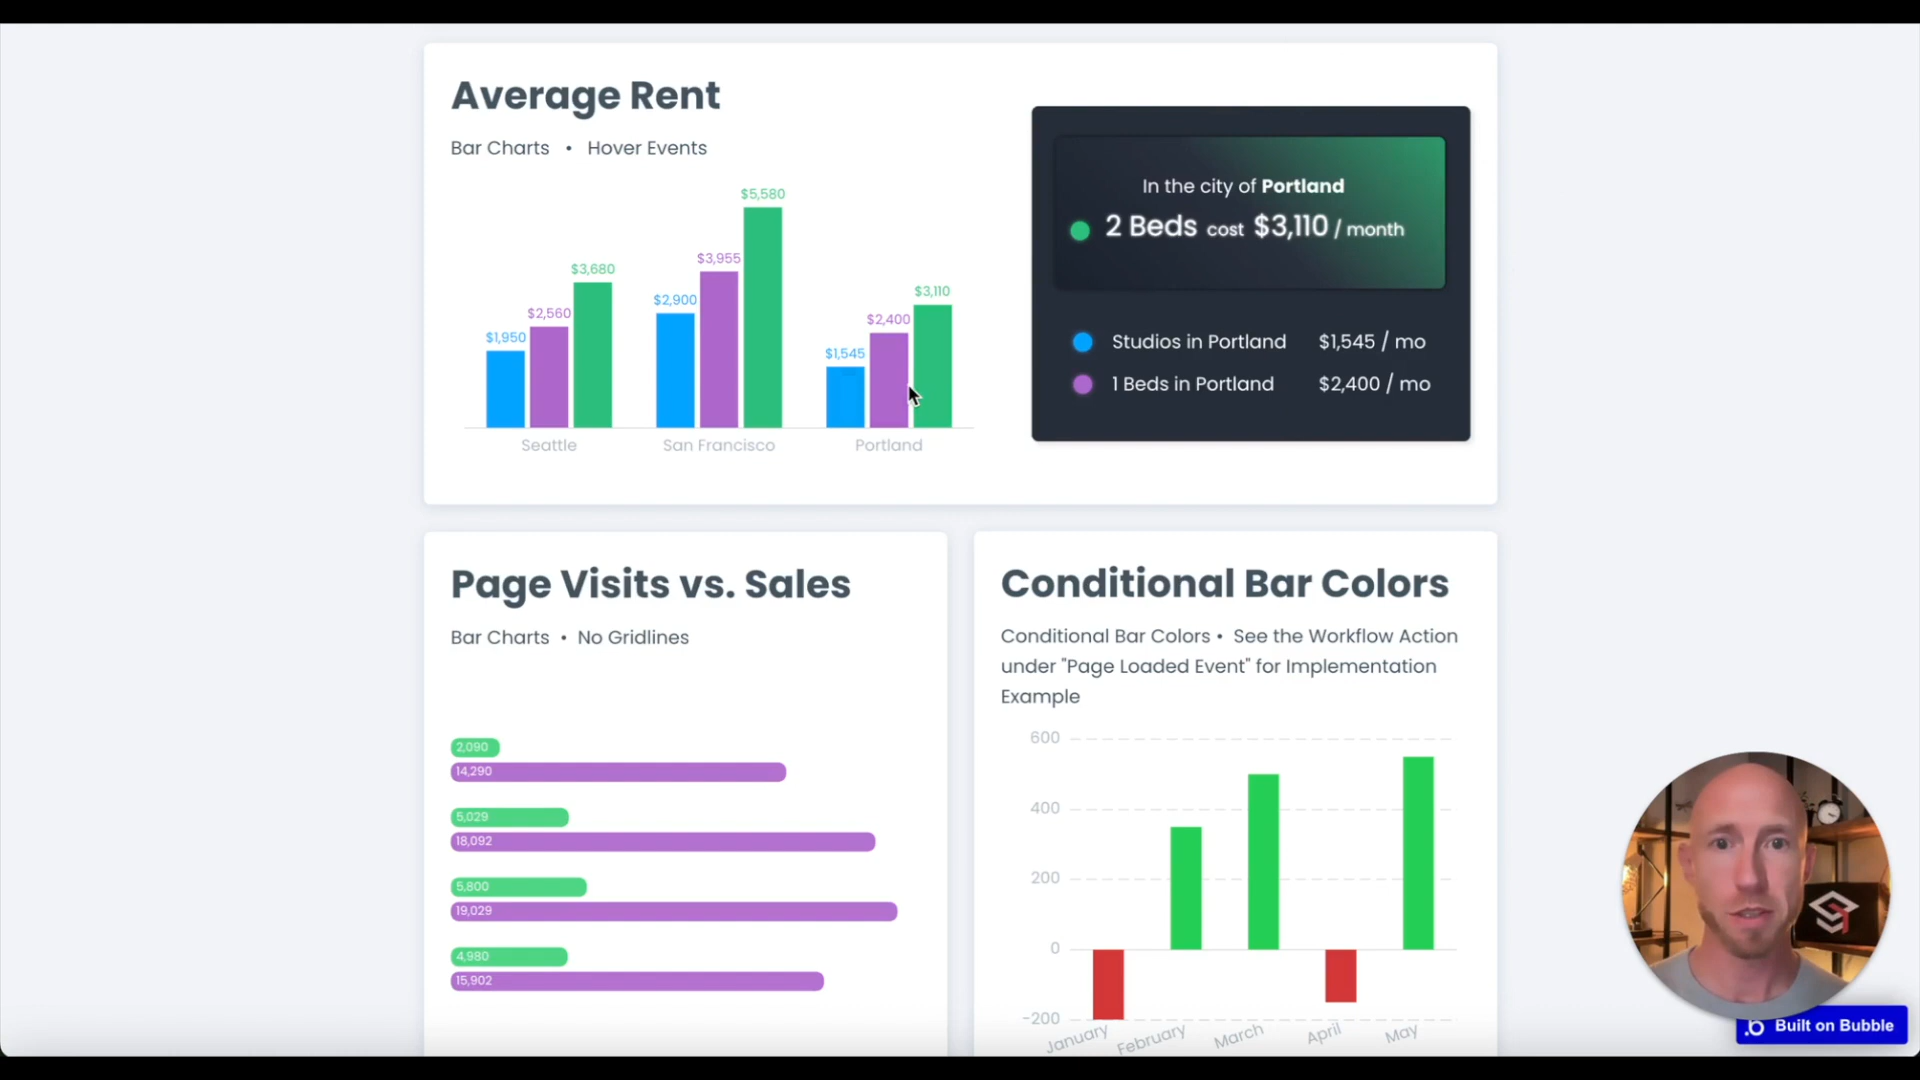 Average Rent
Bar Charts • Hover Events
$5,580
$3,955
$3,680
$3,110
$2,900
$2,560
$2,400
$1,950
$1,545
Seattle
San Francisco
Portland
In the city of Portland
2 Beds cost $3,110 / month
Studios in Portland $1,545 / mo
1 Beds in Portland $2,400 / mo
Page Visits vs. Sales
Bar Charts • No Gridlines
2,090
14,290
5,029
18,092
5,800
19,029
4,980
15,902
Conditional Bar Colors
Conditional Bar Colors • See the Workflow Action
under "Page Loaded Event" for Implementation
Example
600
400
200
0
-200
January
February
March
April
May
.b Built on Bubble